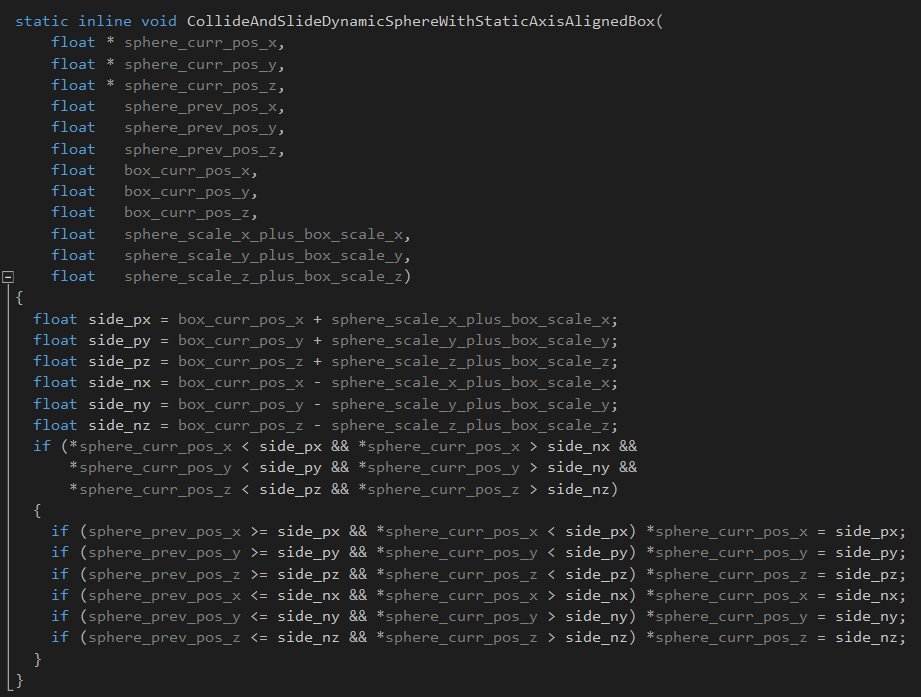 static inline void CollideAndSlideDynamicSphereWithStaticAxisAlignedBox(
    float * sphere_curr_pos_x,
    float * sphere_curr_pos_y,
    float * sphere_curr_pos_z,
    float   sphere_prev_pos_x,
    float   sphere_prev_pos_y,
    float   sphere_prev_pos_z,
    float   box_curr_pos_x,
    float   box_curr_pos_y,
    float   box_curr_pos_z,
    float   sphere_scale_x_plus_box_scale_x,
    float   sphere_scale_y_plus_box_scale_y,
    float   sphere_scale_z_plus_box_scale_z)
{
  float side_px = box_curr_pos_x + sphere_scale_x_plus_box_scale_x;
  float side_py = box_curr_pos_y + sphere_scale_y_plus_box_scale_y;
  float side_pz = box_curr_pos_z + sphere_scale_z_plus_box_scale_z;
  float side_nx = box_curr_pos_x - sphere_scale_x_plus_box_scale_x;
  float side_ny = box_curr_pos_y - sphere_scale_y_plus_box_scale_y;
  float side_nz = box_curr_pos_z - sphere_scale_z_plus_box_scale_z;
  if (*sphere_curr_pos_x < side_px && *sphere_curr_pos_x > side_nx &&
      *sphere_curr_pos_y < side_py && *sphere_curr_pos_y > side_ny &&
      *sphere_curr_pos_z < side_pz && *sphere_curr_pos_z > side_nz)
  {
    if (sphere_prev_pos_x >= side_px && *sphere_curr_pos_x < side_px) *sphere_curr_pos_x = side_px;
    if (sphere_prev_pos_y >= side_py && *sphere_curr_pos_y < side_py) *sphere_curr_pos_y = side_py;
    if (sphere_prev_pos_z >= side_pz && *sphere_curr_pos_z < side_pz) *sphere_curr_pos_z = side_pz;
    if (sphere_prev_pos_x <= side_nx && *sphere_curr_pos_x > side_nx) *sphere_curr_pos_x = side_nx;
    if (sphere_prev_pos_y <= side_ny && *sphere_curr_pos_y > side_ny) *sphere_curr_pos_y = side_ny;
    if (sphere_prev_pos_z <= side_nz && *sphere_curr_pos_z > side_nz) *sphere_curr_pos_z = side_nz;
  }
}